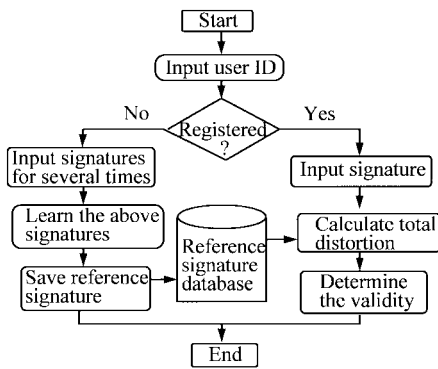 Start
Input user ID
No
Yes
Registered
?
Input signatures
for several times
Input signature
Learn the above
signatures
Reference
signature
database
Calculate total
distortion
Save reference
signature
Determine
the validity
End